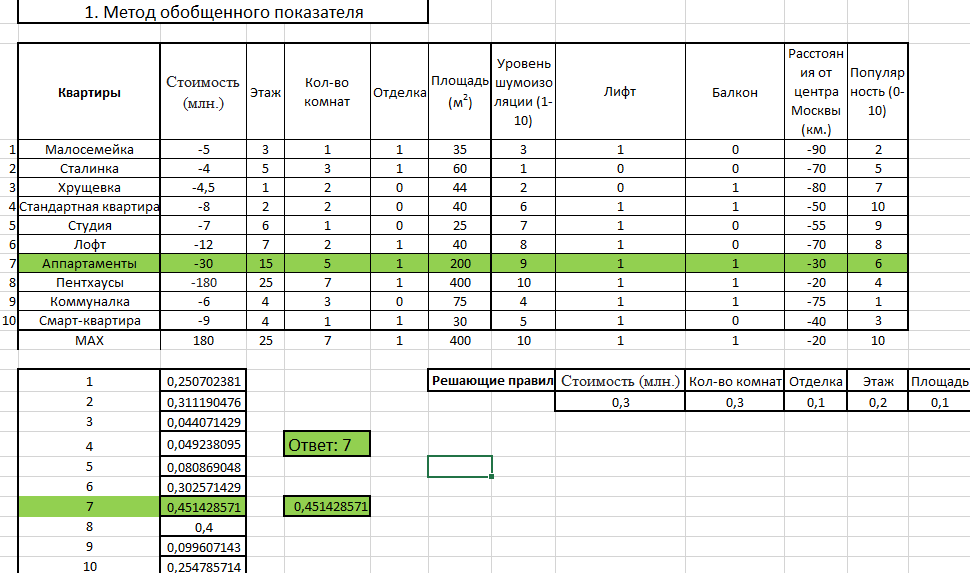 1. Метод обобщенного показателя
Квартиры Стоимость (млн.) Этаж Кол-во комнат Отделка Площадь (м²) Уровень шумоизоляции (1-10) Лифт Балкон Расстояния от центра Москвы (км.) Популярность (0-10)
1 Малосемейка -5 3 1 1 35 3 1 0 -90 2
2 Сталинка -4 5 3 1 60 1 0 0 -70 5
3 Хрущевка -4,5 1 2 0 44 2 0 1 -80 7
4 Стандартная квартира -8 2 2 0 40 6 1 1 -50 10
5 Студия -7 6 1 0 25 7 1 0 -55 9
6 Лофт -12 7 2 1 40 8 1 0 -70 8
7 Аппартаменты -30 15 5 1 200 9 1 1 -30 6
8 Пентхаусы -180 25 7 1 400 10 1 1 -20 4
9 Коммуналка -6 4 3 0 75 4 1 1 -75 1
10 Смарт-квартира -9 4 1 1 30 5 1 0 -40 3
MAX 180 25 7 1 400 10 1 1 -20 10
1 0,250702381 Решающие правил Стоимость (млн.) Кол-во комнат Отделка Этаж Площадь
2 0,311190476 0,3 0,3 0,1 0,2 0,1
3 0,044071429
4 0,049238095 Ответ: 7
5 0,080869048
6 0,302571429
7 0,451428571 0,451428571
8 0,4
9 0,099607143
10 0,254785714